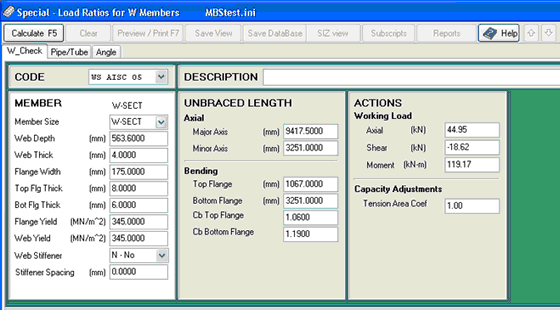 Special - Load Ratios for W Members MBStest.ini
Calculate F5 Clear Preview / Print F7 Save View Save DataBase SIZ view Subscripts Reports Help
W_Check Pipe/Tube Angle
CODE WS AISC 05 DESCRIPTION
MEMBER W-SECT
Member Size W-SECT
Web Depth (mm) 563.6000
Web Thick (mm) 4.0000
Flange Width (mm) 175.0000
Top Flg Thick (mm) 8.0000
Bot Flg Thick (mm) 6.0000
Flange Yield (MN/m^2) 345.0000
Web Yield (MN/m^2) 345.0000
Web Stiffener N - No
Stiffener Spacing (mm) 0.0000
UNBRACED LENGTH
Axial
Major Axis (mm) 9417.5000
Minor Axis (mm) 3251.0000
Bending
Top Flange (mm) 1067.0000
Bottom Flange (mm) 3251.0000
Cb Top Flange 1.0600
Cb Bottom Flange 1.1900
ACTIONS
Working Load
Axial (kN) 44.95
Shear (kN) -18.62
Moment (kN-m) 119.17
Capacity Adjustments
Tension Area Coef 1.00